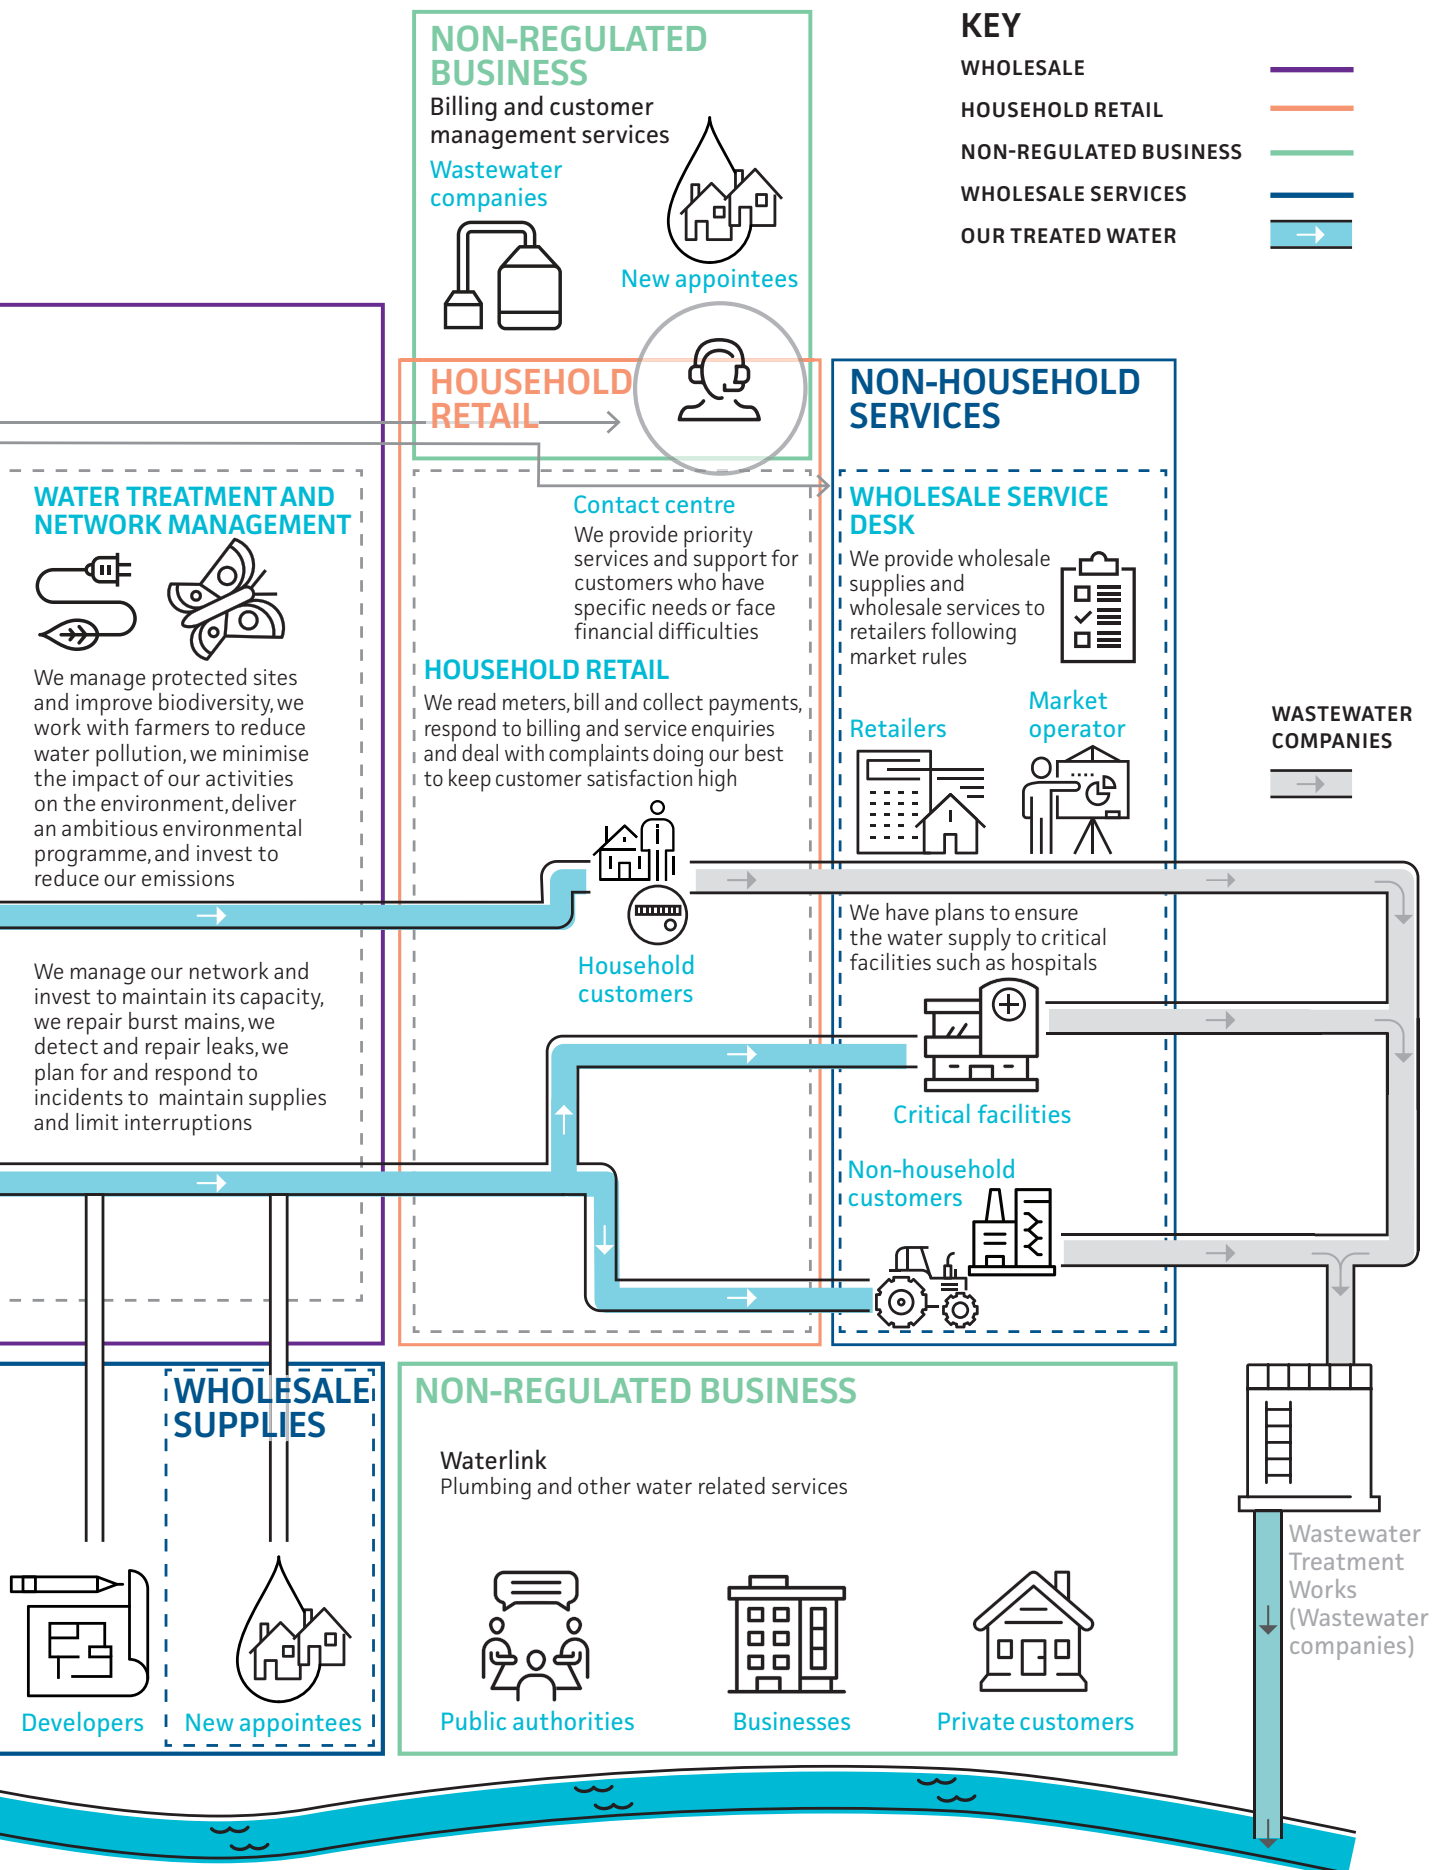 NON-REGULATED
BUSINESS
Billing and customer
management services
Wastewater
companies
New appointees
KEY
WHOLESALE
HOUSEHOLD RETAIL
NON-REGULATED BUSINESS
WHOLESALE SERVICES
OUR TREATED WATER
HOUSEHOLD
RETAIL
NON-HOUSEHOLD
SERVICES
WATER TREATMENT AND
NETWORK MANAGEMENT
We manage protected sites
and improve biodiversity, we
work with farmers to reduce
water pollution, we minimise
the impact of our activities
on the environment, deliver
an ambitious environmental
programme, and invest to
reduce our emissions
We manage our network and
invest to maintain its capacity,
we repair burst mains, we
detect and repair leaks, we
plan for and respond to
incidents to maintain supplies
and limit interruptions
Contact centre
We provide priority
services and support for
customers who have
specific needs or face
financial difficulties
HOUSEHOLD RETAIL
We read meters, bill and collect payments,
respond to billing and service enquiries
and deal with complaints doing our best
to keep customer satisfaction high
Household
customers
WHOLESALE SERVICE
DESK
We provide wholesale
supplies and
wholesale services to
retailers following
market rules
Retailers
Market
operator
We have plans to ensure
the water supply to critical
facilities such as hospitals
Critical facilities
Non-household
customers
WASTEWATER
COMPANIES
WHOLESALE
SUPPLIES
Developers
New appointees
NON-REGULATED BUSINESS
Waterlink
Plumbing and other water related services
Public authorities
Businesses
Private customers
Wastewater
Treatment
Works
(Wastewater
companies)